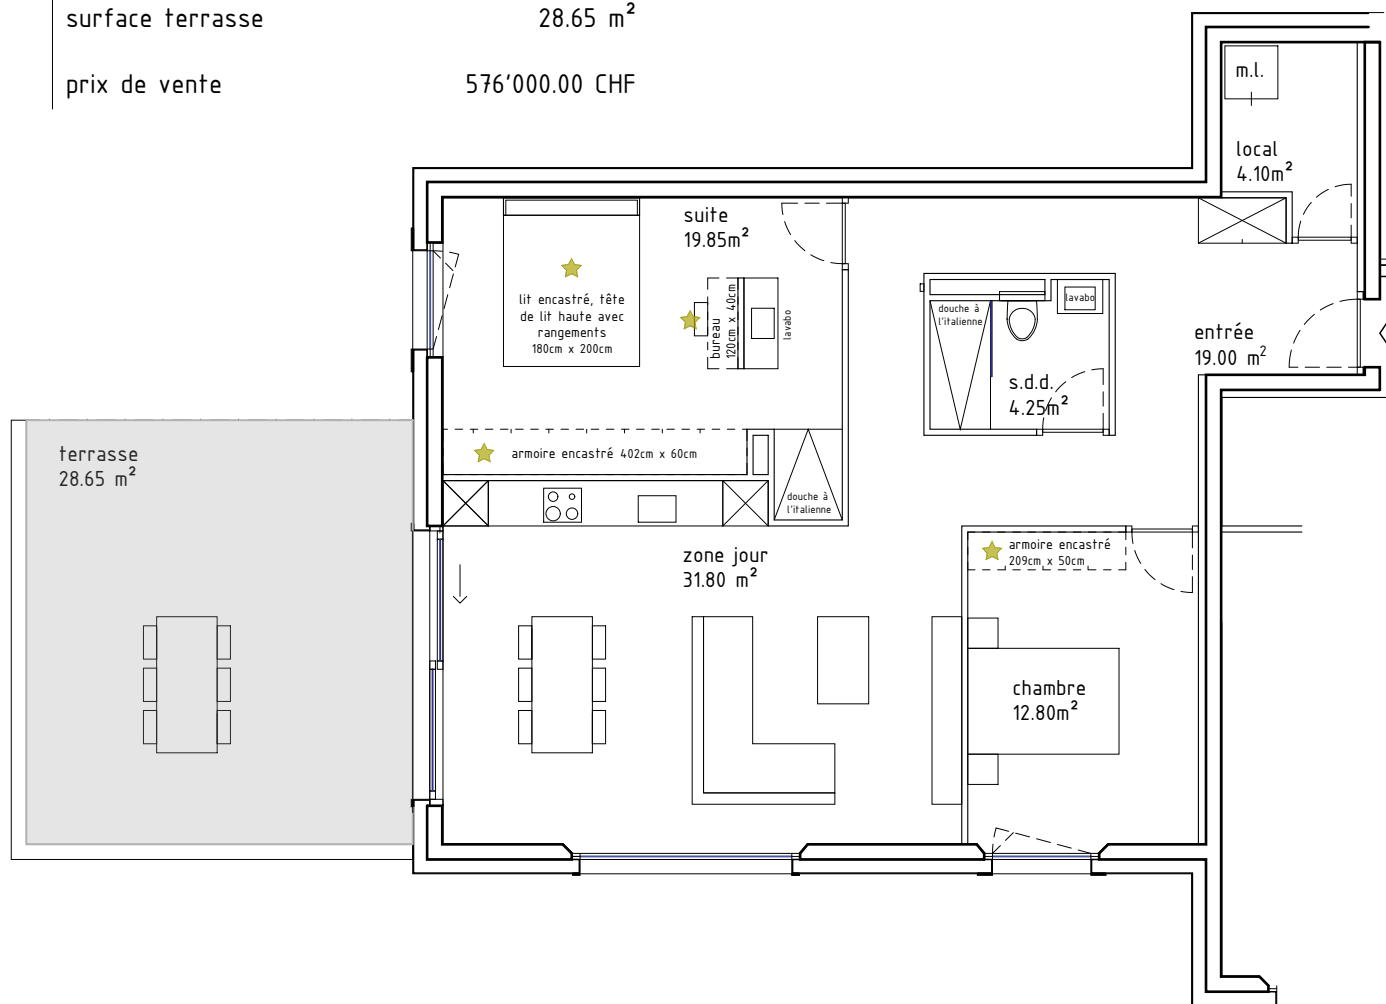 surface terrasse 28.65 m²
prix de vente 576'000.00 CHF
m.l.
local
4.10m²
suite
19.85m²
lit encastré, tête
de lit haute avec
rangements
180cm x 200cm
bureau
120cm x 40cm
lavabo
douche à
l'italienne
lavabo
s.d.d.
4.25m²
entrée
19.00 m²
terrasse
28.65 m²
armoire encastré 402cm x 60cm
douche à
l'italienne
zone jour
31.80 m²
armoire encastré
209cm x 50cm
chambre
12.80m²